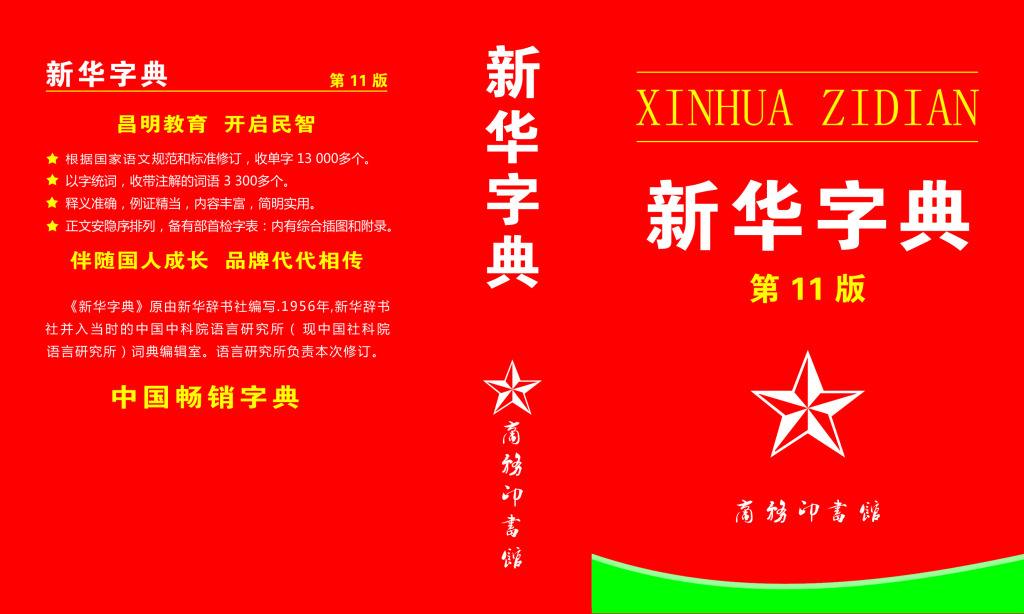 新华字典
第 11 版
昌明教育 开启民智
根据国家语文规范和标准修订，收单字 13 000多个。
以字统词，收带注解的词语 3 300多个。
释义准确，例证精当，内容丰富，简明实用。
正文安隐序排列，备有部首检字表：内有综合插图和附录。
伴随国人成长 品牌代代相传
《新华字典》原由新华辞书社编写.1956年,新华辞书
社并入当时的中国中科院语言研究所（ 现中国社科院
语言研究所）词典编辑室。语言研究所负责本次修订。
中国畅销字典
新华字典
商務印書館
XINHUA ZIDIAN
新华字典
第 11 版
商務印書館